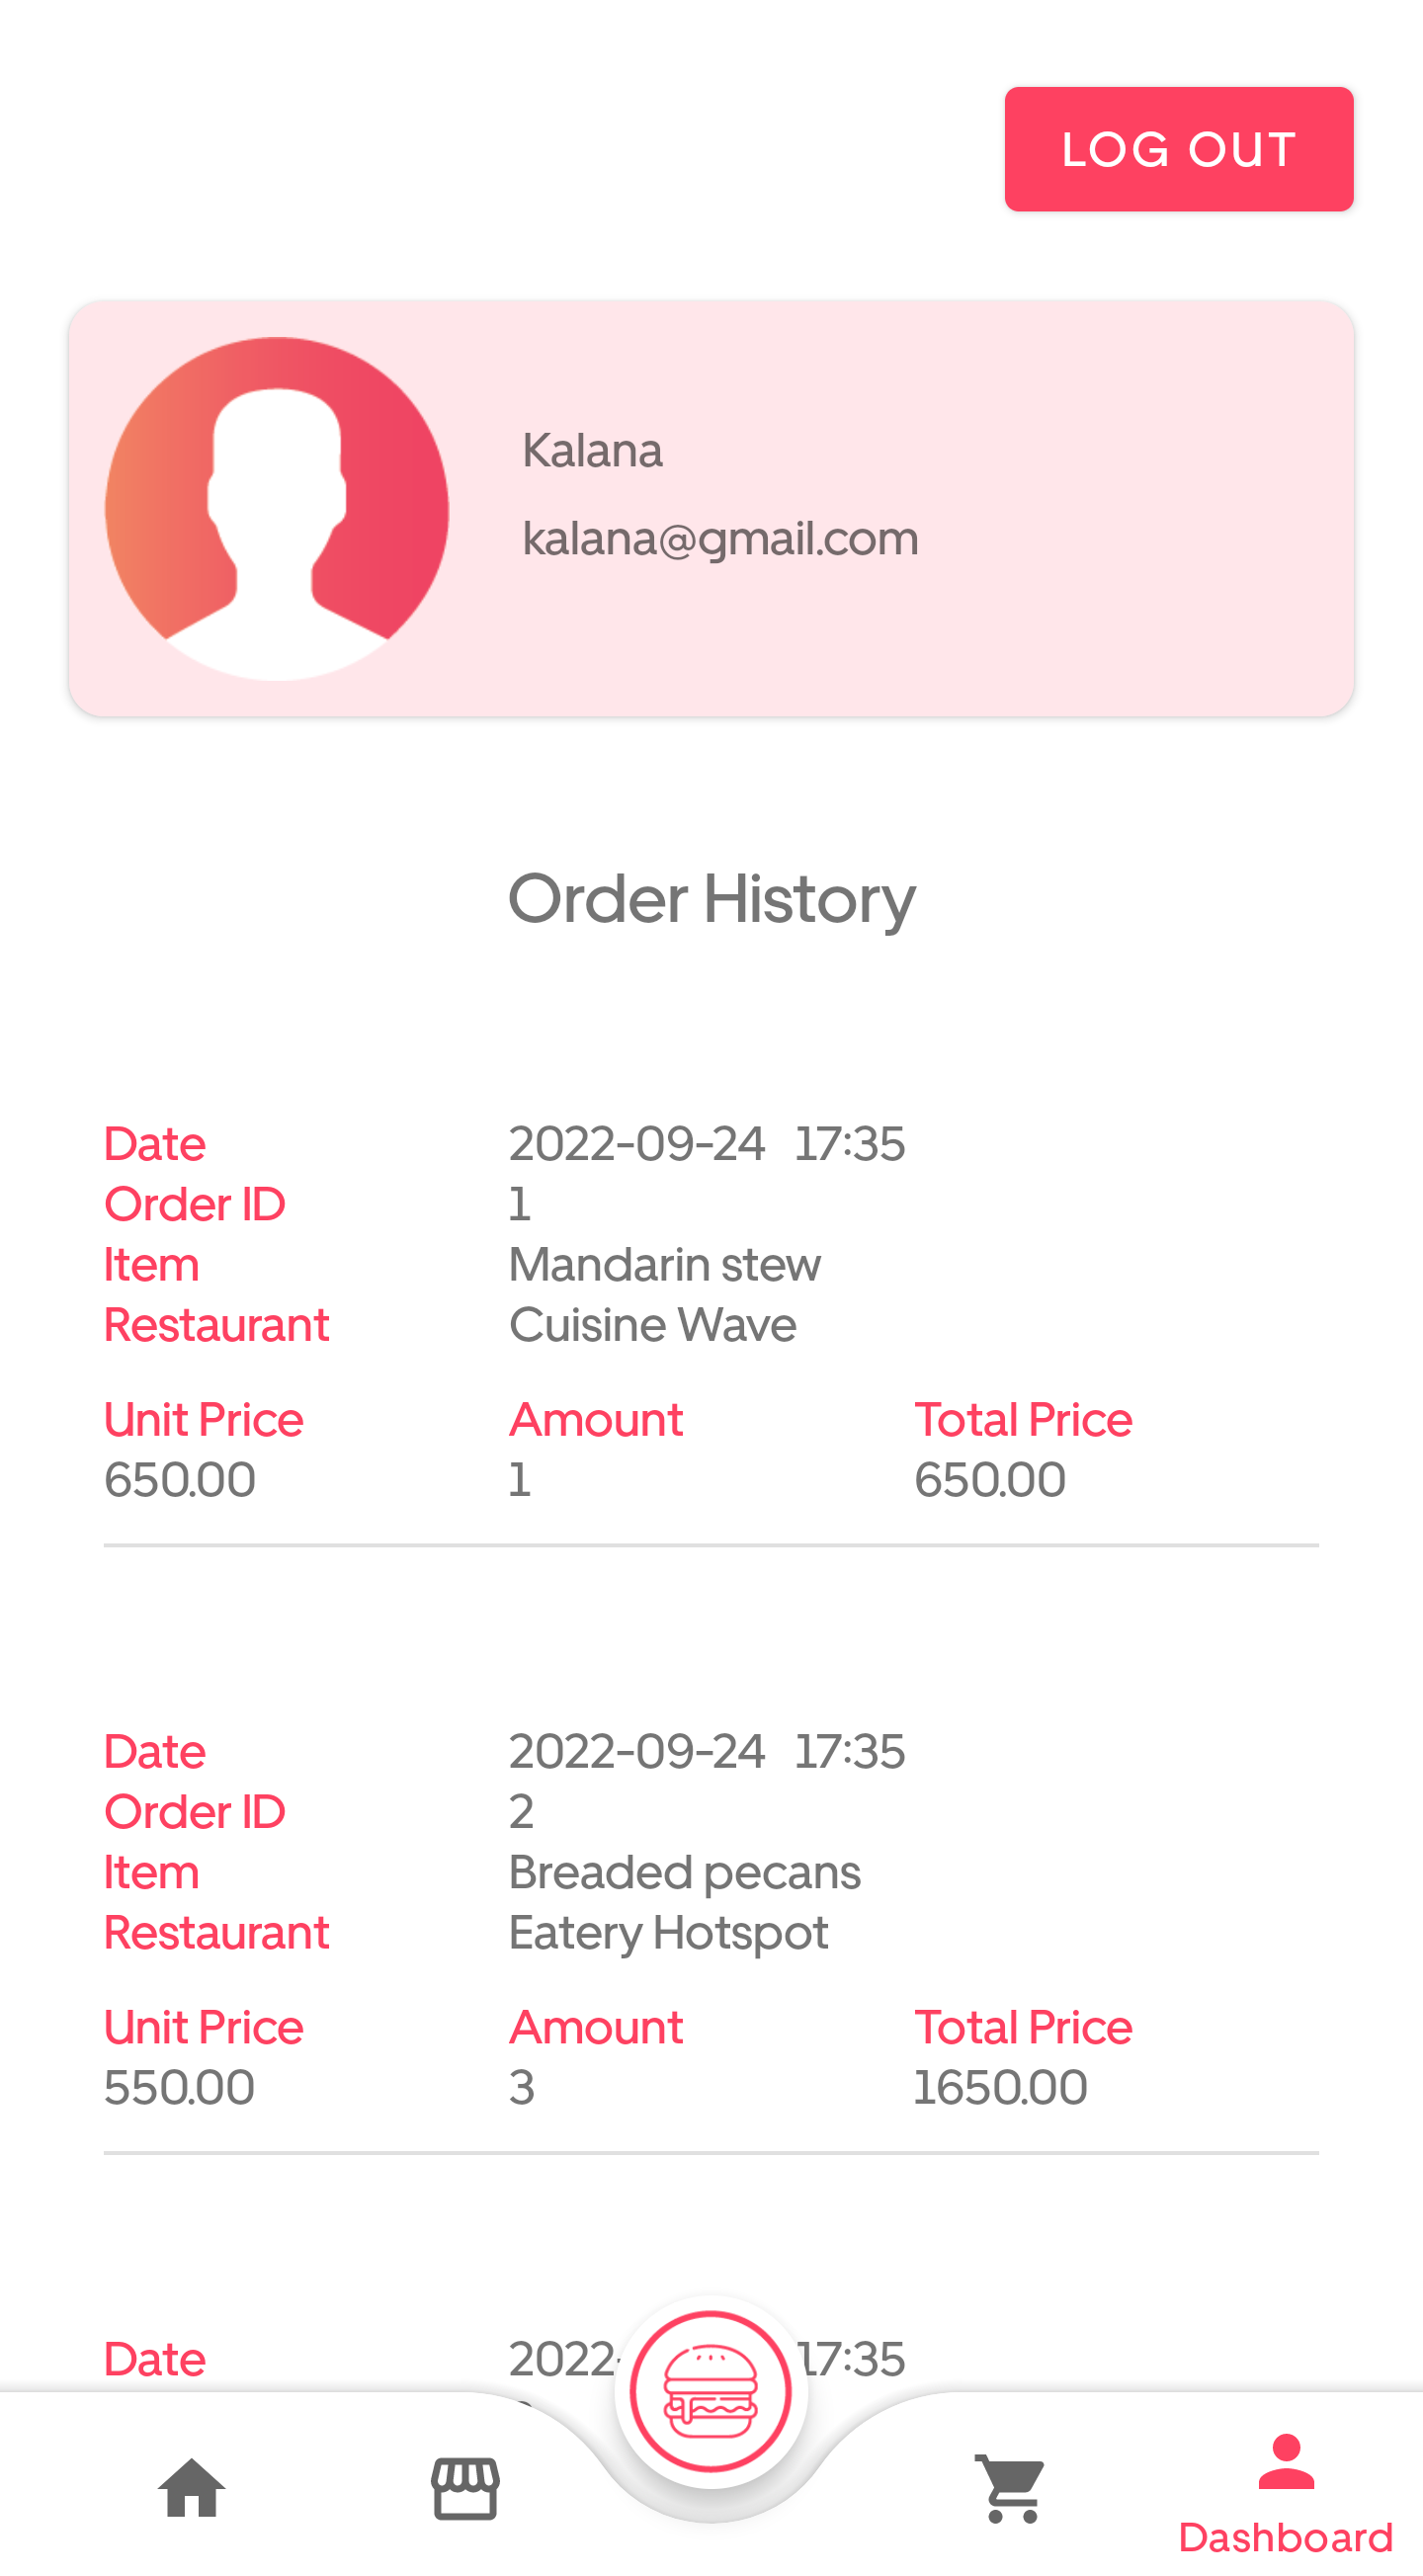 LOG OUT
Kalana
kalana@gmail.com
Order History
Date 2022-09-24 17:35
Order ID 1
Item Mandarin stew
Restaurant Cuisine Wave
Unit Price Amount Total Price
650.00 1 650.00
Date 2022-09-24 17:35
Order ID 2
Item Breaded pecans
Restaurant Eatery Hotspot
Unit Price Amount Total Price
550.00 3 1650.00
Date 2022- 17:35
Dashboard